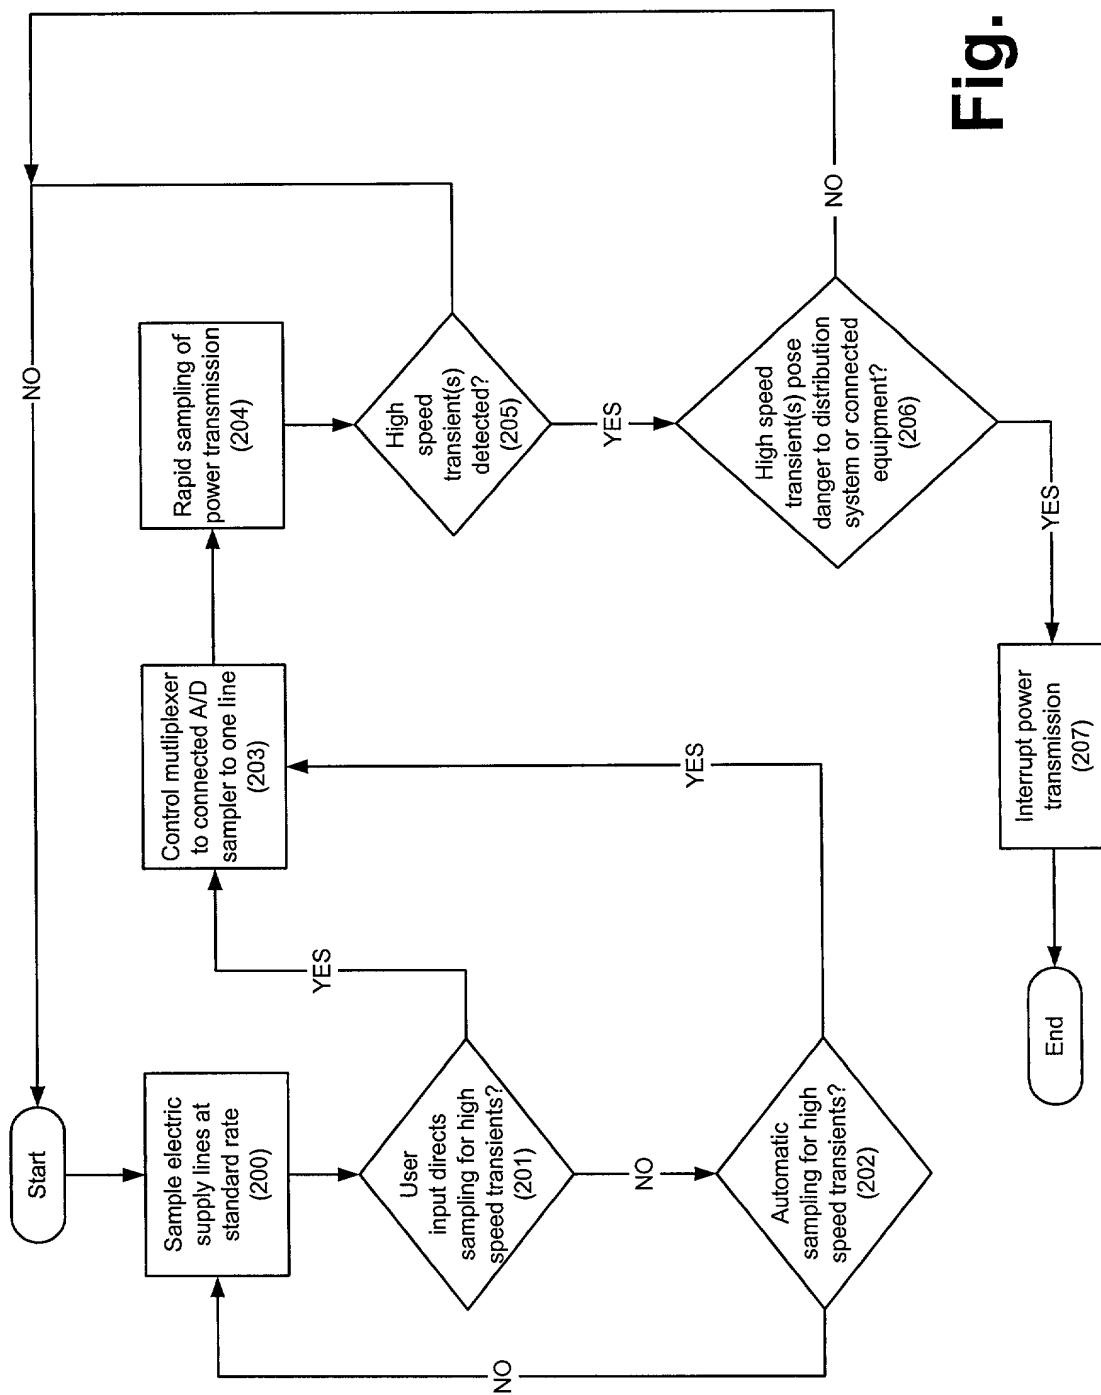 Start
Sample electric
supply lines at
standard rate
(200)
User
input directs
sampling for high
speed transients?
(201)
NO
Automatic
sampling for high
speed transients?
(202)
NO
YES
YES
Control mutliplexer
to connected A/D
sampler to one line
(203)
Rapid sampling of
power transmission
(204)
High
speed
transient(s)
detected?
(205)
NO
YES
High speed
transient(s) pose
danger to distribution
system or connected
equipment?
(206)
NO
YES
Interrupt power
transmission
(207)
End
Fig.